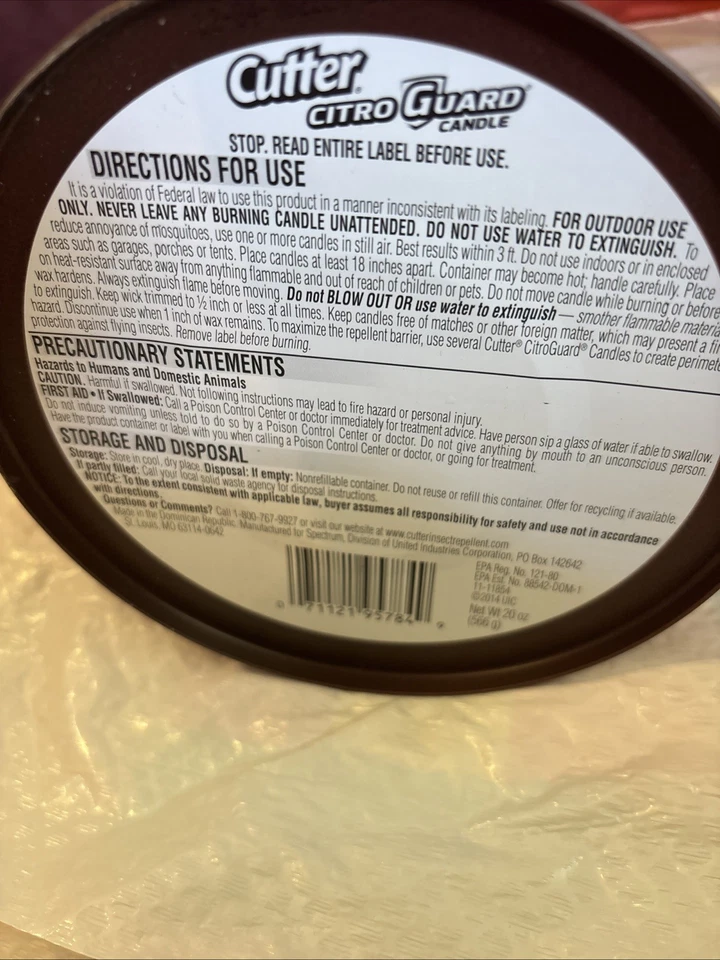 Cutter
CITRO GUARD
CANDLE
STOP. READ ENTIRE LABEL BEFORE USE.
DIRECTIONS FOR USE
It is a violation of Federal law to use this product in a manner inconsistent with its labeling. FOR OUTDOOR USE
ONLY. NEVER LEAVE ANY BURNING CANDLE UNATTENDED. DO NOT USE WATER TO EXTINGUISH. To
reduce annoyance of mosquitoes, use one or more candles in still air. Best results within 3 ft. Do not use indoors or in enclosed
areas such as garages, porches or tents. Place candles at least 18 inches apart. Container may become hot; handle carefully. Place
on heat-resistant surface away from anything flammable and out of reach of children or pets. Do not move candle while burning or before
wax hardens. Always extinguish flame before moving. Do not BLOW OUT OR use water to extinguish — smother flammable
to extinguish. Keep wick trimmed to ½ inch or less at all times. Keep candles free of matches or other foreign matter, which may present a
hazard. Discontinue use when 1 inch of wax remains. To maximize the repellent barrier, use several Cutter® CitroGuard® Candles to create
protection against flying insects. Remove label before burning.
PRECAUTIONARY STATEMENTS
Hazards to Humans and Domestic Animals
CAUTION. Harmful if swallowed. Not following instructions may lead to fire hazard or personal injury.
FIRST AID • If Swallowed: Call a Poison Control Center or doctor immediately for treatment advice. Have person sip a glass of water if able to swallow.
Do not induce vomiting unless told to do so by a Poison Control Center or doctor. Do not give anything by mouth to an unconscious person.
Have the product container or label with you when calling a Poison Control Center or doctor, or going for treatment.
STORAGE AND DISPOSAL
Storage: Store in cool, dry place. Disposal: If empty: Nonrefillable container. Do not reuse or refill this container. Offer for recycling if available.
If partly filled: Call your local solid waste agency for disposal instructions.
NOTICE: To the extent consistent with applicable law, buyer assumes all responsibility for safety and use not in accordance
with directions.
Questions or Comments? Call 1-800-767-9927 or visit our website at www.cutterinsectrepellent.com
Made in the Dominican Republic. Manufactured for Spectrum, Division of United Industries Corporation, PO Box 142642
St. Louis, MO 63114-0642
EPA Reg. No. 121-80
EPA Est. No. 88542-DOM-1
11-11854
©2014 UIC
Net Wt 20 oz
(566 g)
0 71121 95784 9